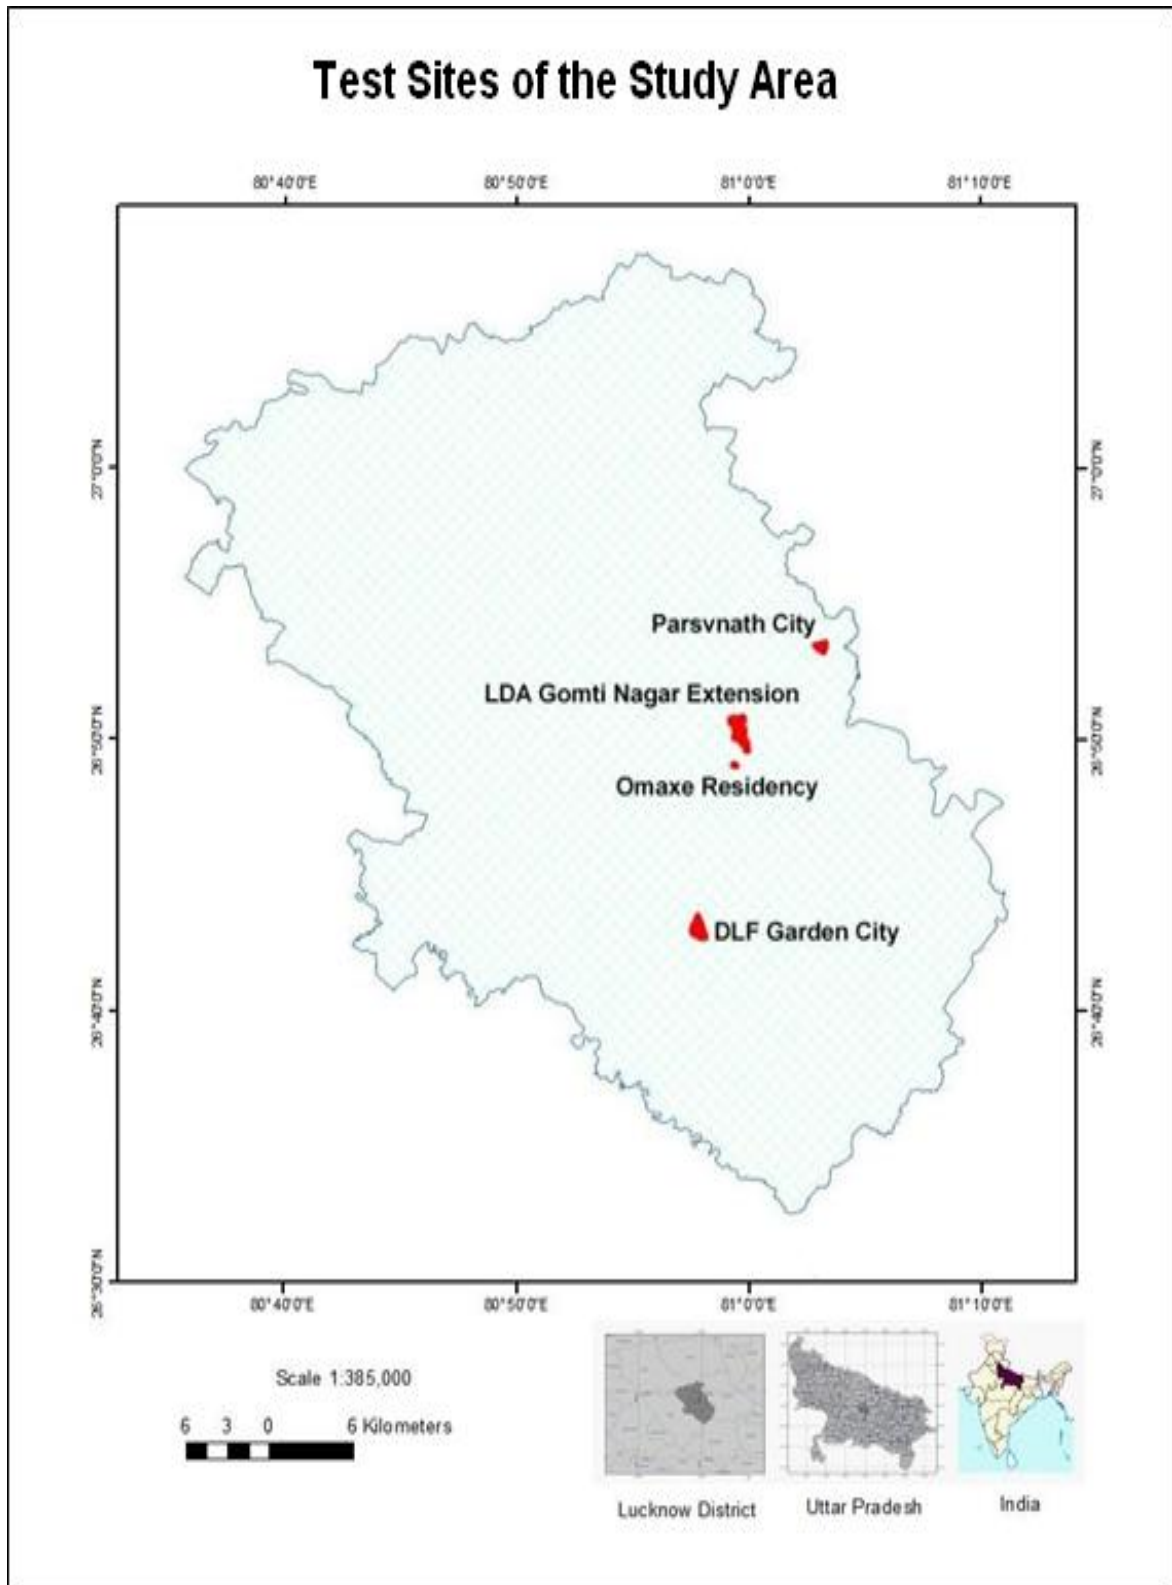 Test Sites of the Study Area
80°40'0"E 80°50'0"E 81°0'0"E 81°10'0"E
27°0'0"N 27°0'0"N
Parsvnath City
LDA Gomti Nagar Extension
26°50'0"N 26°50'0"N
Omaxe Residency
DLF Garden City
26°40'0"N 26°40'0"N
26°30'0"N
80°40'0"E 80°50'0"E 81°0'0"E 81°10'0"E
Scale 1:385,000
6 3 0 6 Kilometers
Lucknow District Uttar Pradesh India